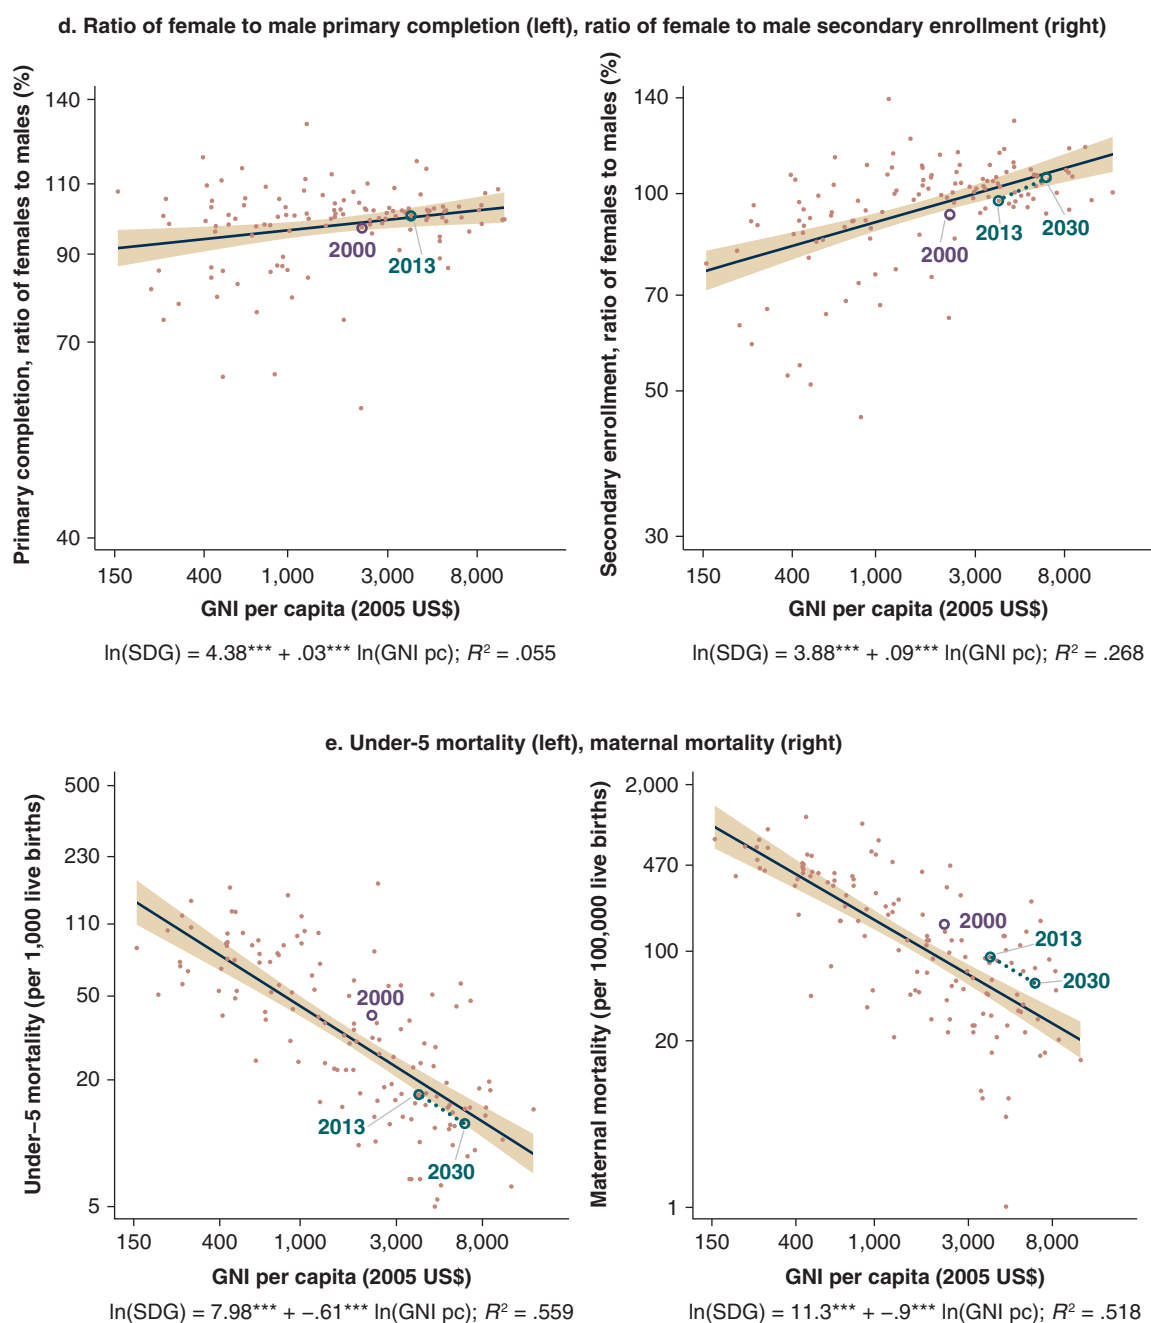 d. Ratio of female to male primary completion (left), ratio of female to male secondary enrollment (right)
Primary completion, ratio of females to males (%)
140
110
90
70
40
2000
2013
150 400 1,000 3,000 8,000
GNI per capita (2005 US$)
ln(SDG) = 4.38*** + .03*** ln(GNI pc); R² = .055
Secondary enrollment, ratio of females to males (%)
140
100
70
50
30
2000
2013
2030
150 400 1,000 3,000 8,000
GNI per capita (2005 US$)
ln(SDG) = 3.88*** + .09*** ln(GNI pc); R² = .268
e. Under-5 mortality (left), maternal mortality (right)
Under–5 mortality (per 1,000 live births)
500
230
110
50
20
5
2000
2013
2030
150 400 1,000 3,000 8,000
GNI per capita (2005 US$)
ln(SDG) = 7.98*** + –.61*** ln(GNI pc); R² = .559
Maternal mortality (per 100,000 live births)
2,000
470
100
20
1
2000
2013
2030
150 400 1,000 3,000 8,000
GNI per capita (2005 US$)
ln(SDG) = 11.3*** + –.9*** ln(GNI pc); R² = .518